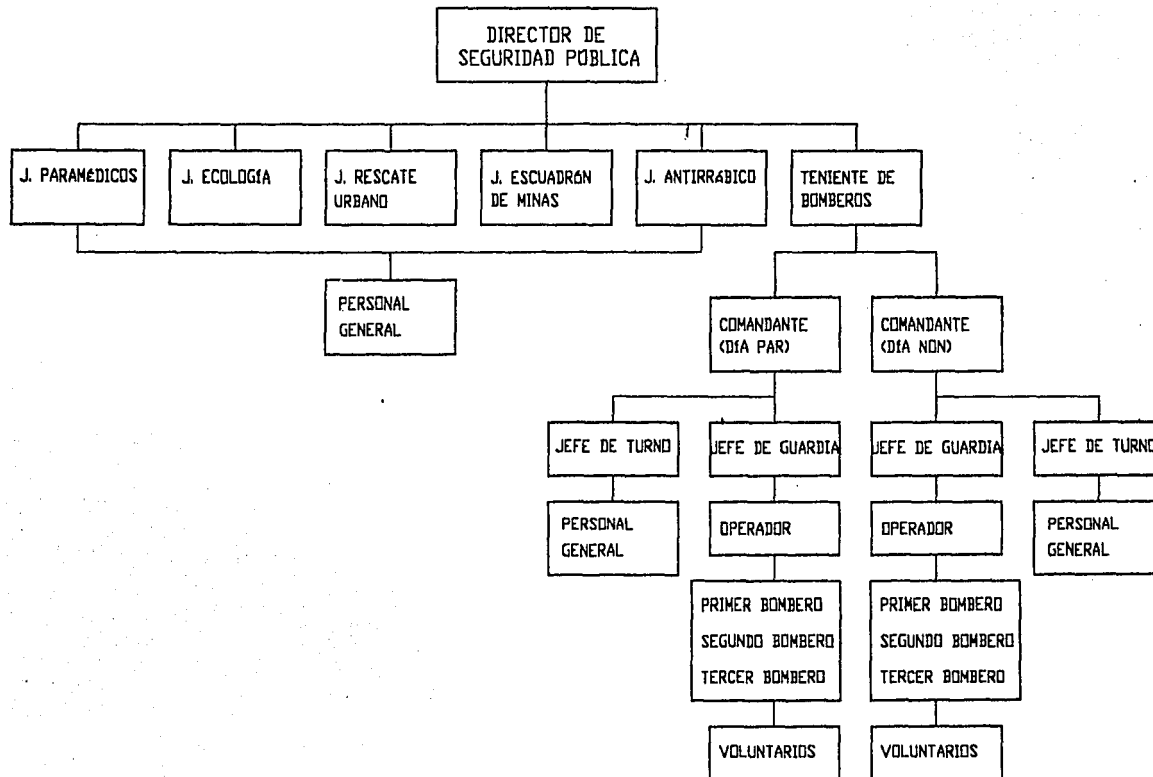 DIRECTOR DE
SEGURIDAD PÚBLICA
J. PARAMéDICOS
J. ECOLOGíA
J. RESCATE
URBANO
J. ESCUADRóN
DE MINAS
J. ANTIRRáBICO
TENIENTE DE
BOMBEROS
PERSONAL
GENERAL
COMANDANTE
(DíA PAR)
COMANDANTE
(DíA NON)
JEFE DE TURNO
JEFE DE GUARDIA
JEFE DE GUARDIA
JEFE DE TURNO
PERSONAL
GENERAL
OPERADOR
OPERADOR
PERSONAL
GENERAL
PRIMER BOMBERO
SEGUNDO BOMBERO
TERCER BOMBERO
PRIMER BOMBERO
SEGUNDO BOMBERO
TERCER BOMBERO
VOLUNTARIOS
VOLUNTARIOS